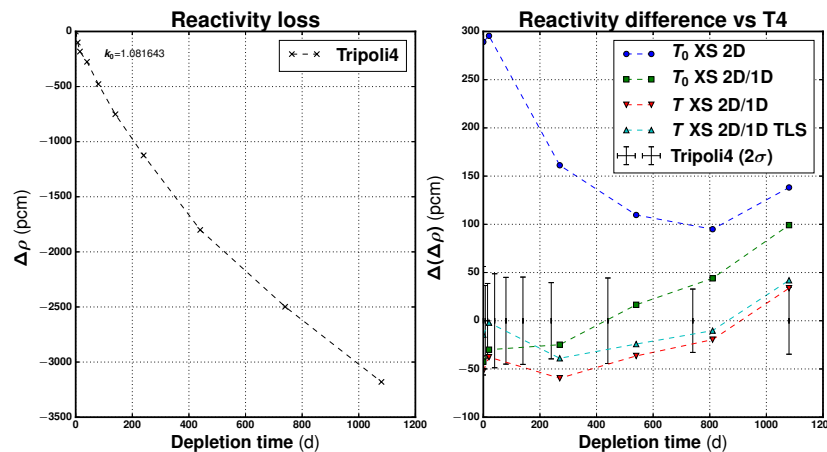 Reactivity loss
k₀=1.081643
Tripoli4
0
−500
−1000
−1500
−2000
−2500
−3000
−3500
0 200 400 600 800 1000 1200
Δρ (pcm)
Depletion time (d)
Reactivity difference vs T4
T₀ XS 2D
T₀ XS 2D/1D
T XS 2D/1D
T XS 2D/1D TLS
Tripoli4 (2σ)
300
250
200
150
100
50
0
−50
−100
0 200 400 600 800 1000 1200
Δ(Δρ) (pcm)
Depletion time (d)